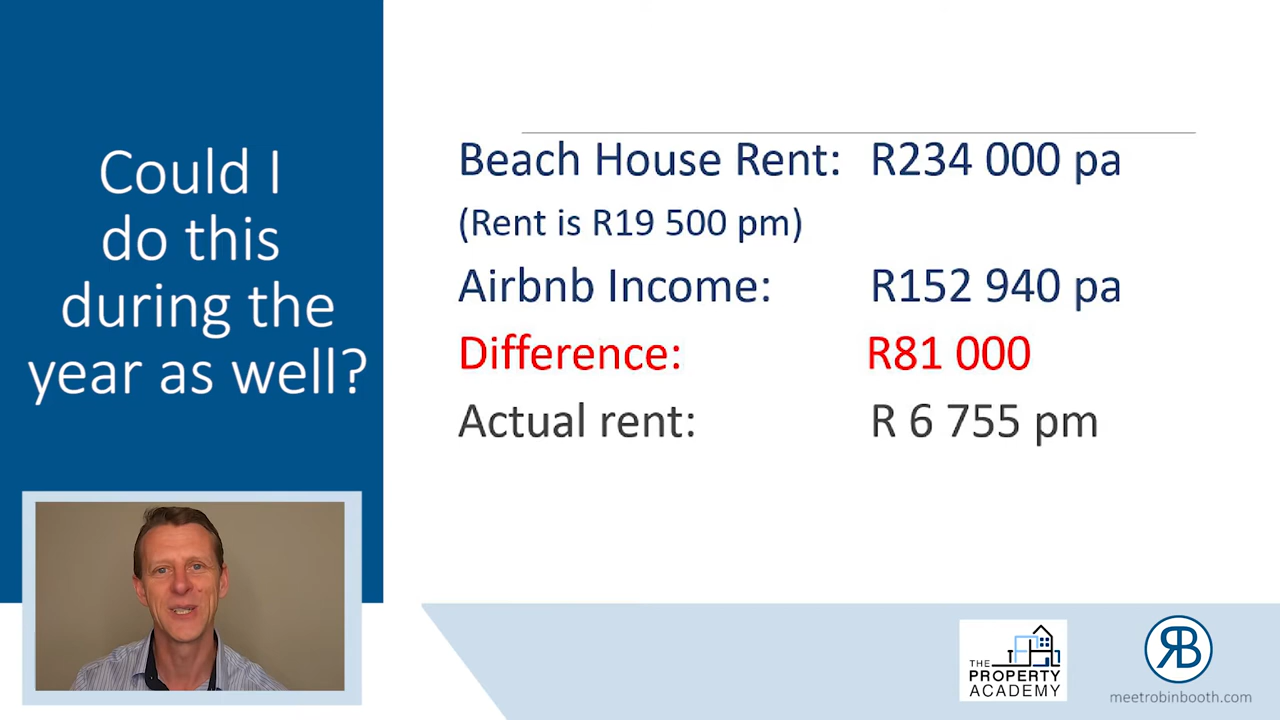 Could I
do this
during the
year as well?
Beach House Rent: R234 000 pa
(Rent is R19 500 pm)
Airbnb Income: R152 940 pa
Difference: R81 000
Actual rent: R 6 755 pm
THE
PROPERTY
ACADEMY
RB
meetrobinbooth.com